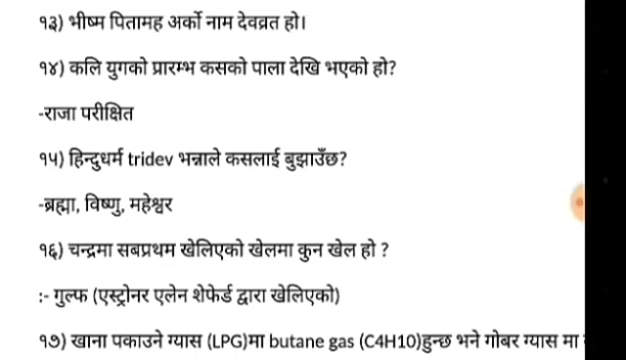 १३) भीष्म पितामह अर्को नाम देवव्रत हो।
१४) कलि युगको प्रारम्भ कसको पाला देखि भएको हो?
-राजा परीक्षित
१५) हिन्दुधर्म tridev भन्नाले कसलाई बुझाउँछ?
-ब्रह्मा, विष्णु, महेश्वर
१६) चन्द्रमा सबप्रथम खेलिएको खेलमा कुन खेल हो ?
:- गुल्फ (एस्ट्रोनर एलेन शेफेर्ड द्वारा खेलिएको)
१७) खाना पकाउने ग्यास (LPG)मा butane gas (C4H10)हुन्छ भने गोबर ग्यास मा